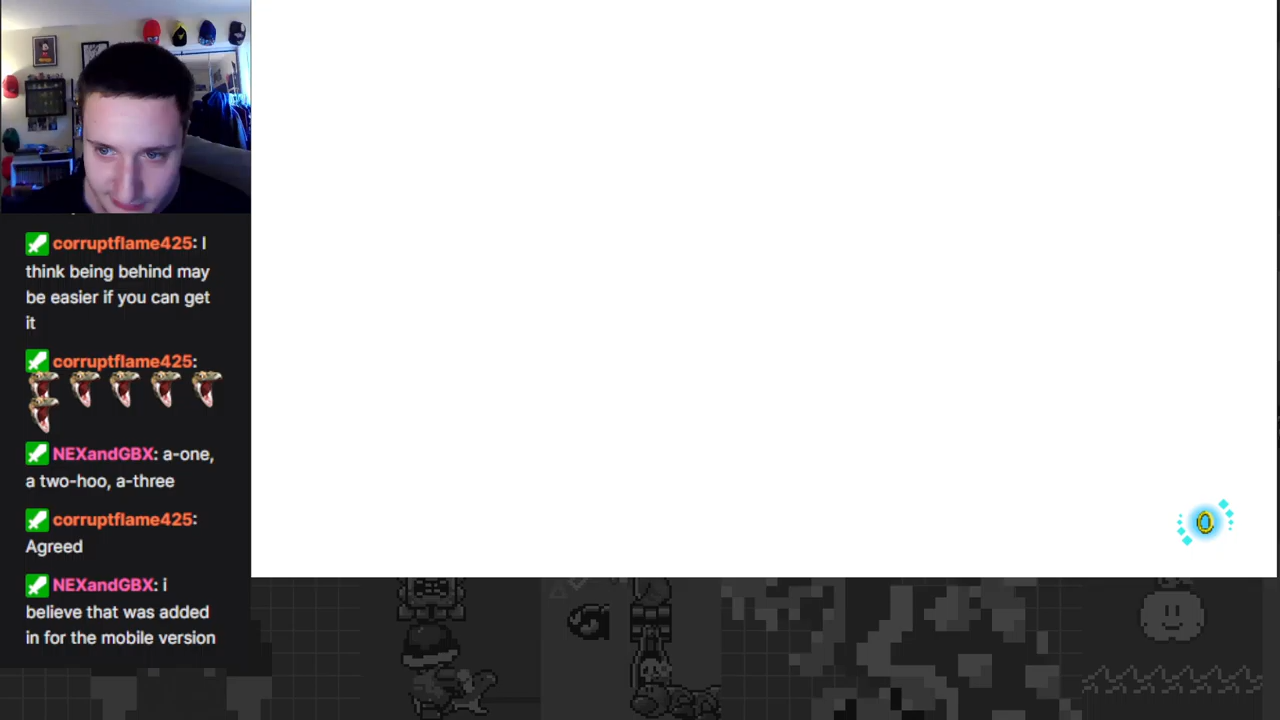 corruptflame425: I
think being behind may
be easier if you can get
it
corruptflame425:
NEXandGBX: a-one,
a two-hoo, a-three
corruptflame425:
Agreed
NEXandGBX: i
believe that was added
in for the mobile version